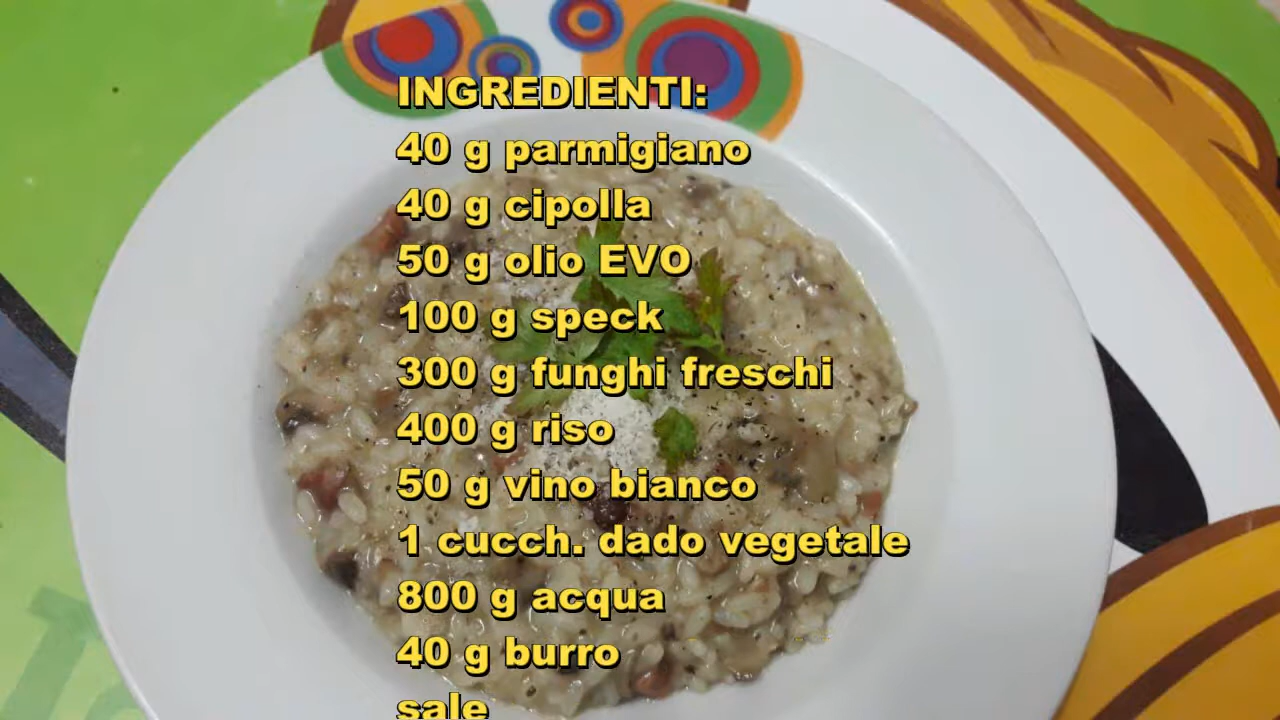 INGREDIENTI:
40 g parmigiano
40 g cipolla
50 g olio EVO
100 g speck
300 g funghi freschi
400 g riso
50 g vino bianco
1 cucch. dado vegetale
800 g acqua
40 g burro
sale